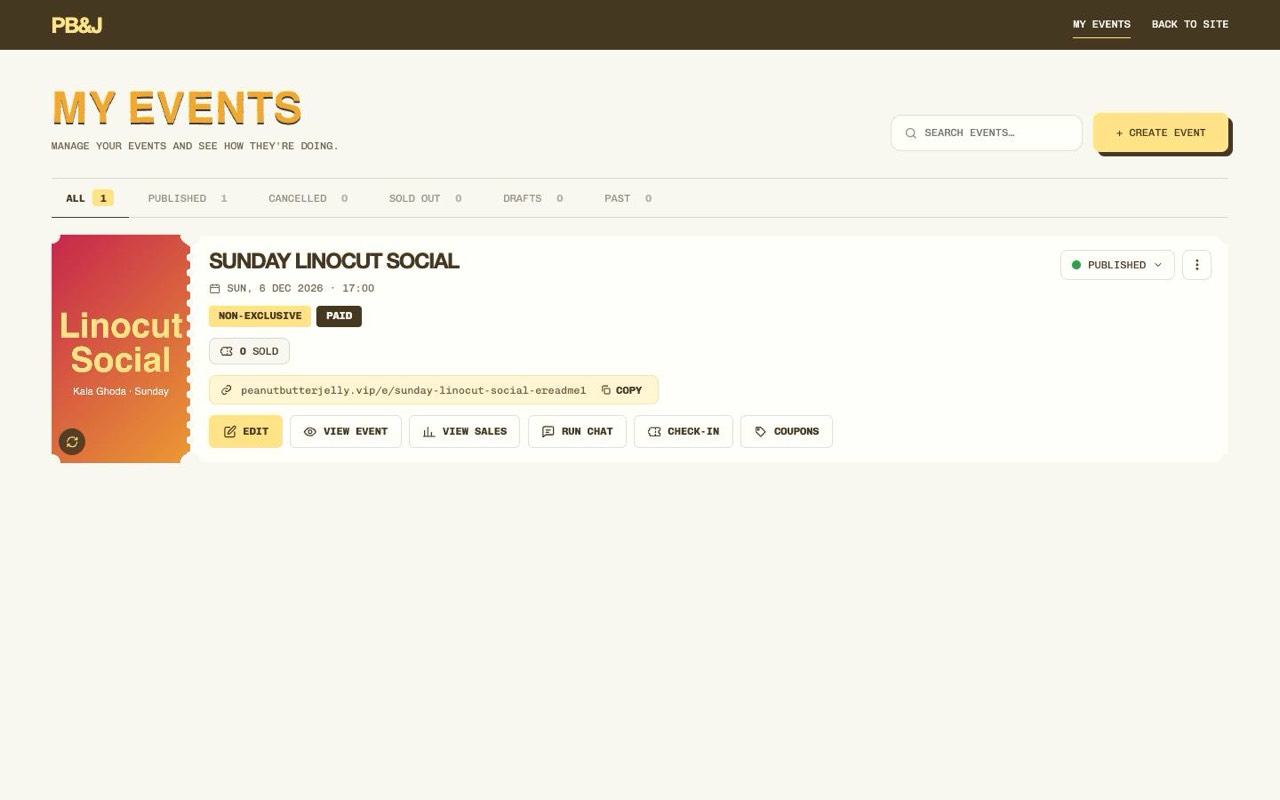 PB&J
MY EVENTS
BACK TO SITE
MY EVENTS
MANAGE YOUR EVENTS AND SEE HOW THEY'RE DOING.
SEARCH EVENTS…
+ CREATE EVENT
ALL 1
PUBLISHED 1
CANCELLED 0
SOLD OUT 0
DRAFTS 0
PAST 0
Linocut
Social
Kala Ghoda · Sunday
SUNDAY LINOCUT SOCIAL
PUBLISHED
SUN, 6 DEC 2026 · 17:00
NON-EXCLUSIVE
PAID
0 SOLD
peanutbutterjelly.vip/e/sunday-linocut-social-ereadmel
COPY
EDIT
VIEW EVENT
VIEW SALES
RUN CHAT
CHECK-IN
COUPONS